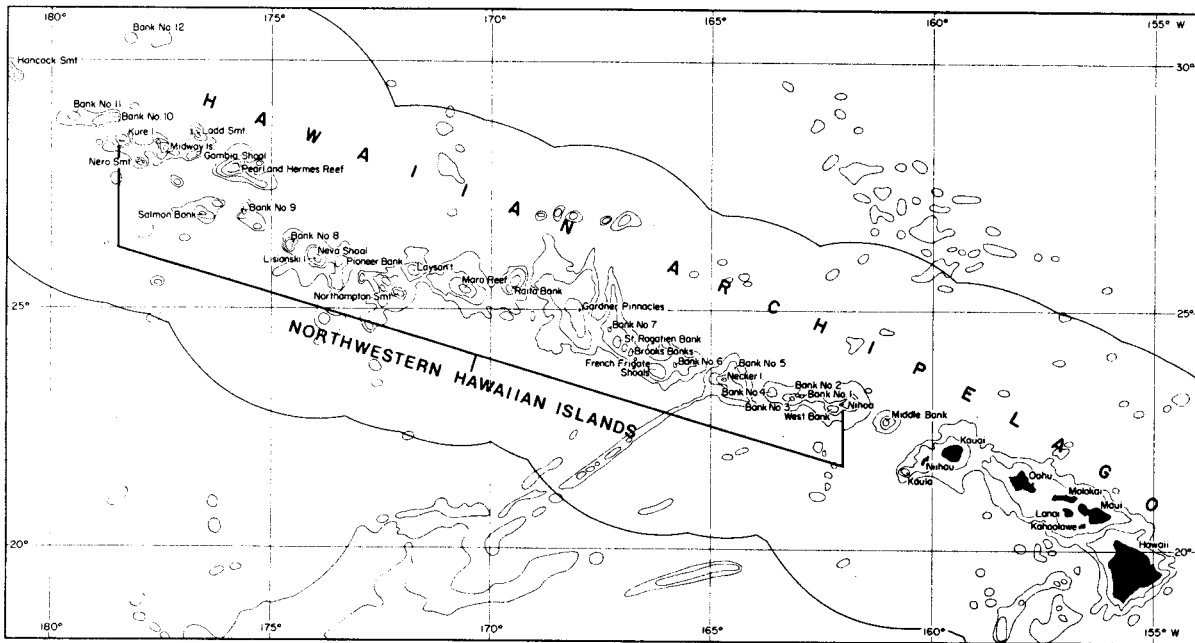 180° 175° 170° 165° 160° 155° W
Bank No 12
Hancock Smt
30°
Bank No 11
Bank No. 10
Kure I
Ladd Smt.
Midway Is
Nero Smt
Gambia Shoal
Pearl and Hermes Reef
Salmon Bank
Bank No 9
HAWAIIAN ARCHIPELAGO
Bank No 8
Neva Shoal
Lisianski I
Pioneer Bank
Laysan I
Maro Reef
Raita Bank
Northampton Smt
25° 25°
Gardner Pinnacles
Bank No 7
St. Rogatien Bank
Brooks Banks
French Frigate
Shoals
Bank No 6
Bank No 5
Necker I
Bank No 4
Bank No 2
Bank No 1
Bank No 3
Nihoa
West Bank
Middle Bank
NORTHWESTERN HAWAIIAN ISLANDS
Kauai
Niihau
Kaula
Oahu
Molokai
Lanai
Maui
Kahoolawe
Hawaii
20° 20°
180° 175° 170° 165° 160° 155° W